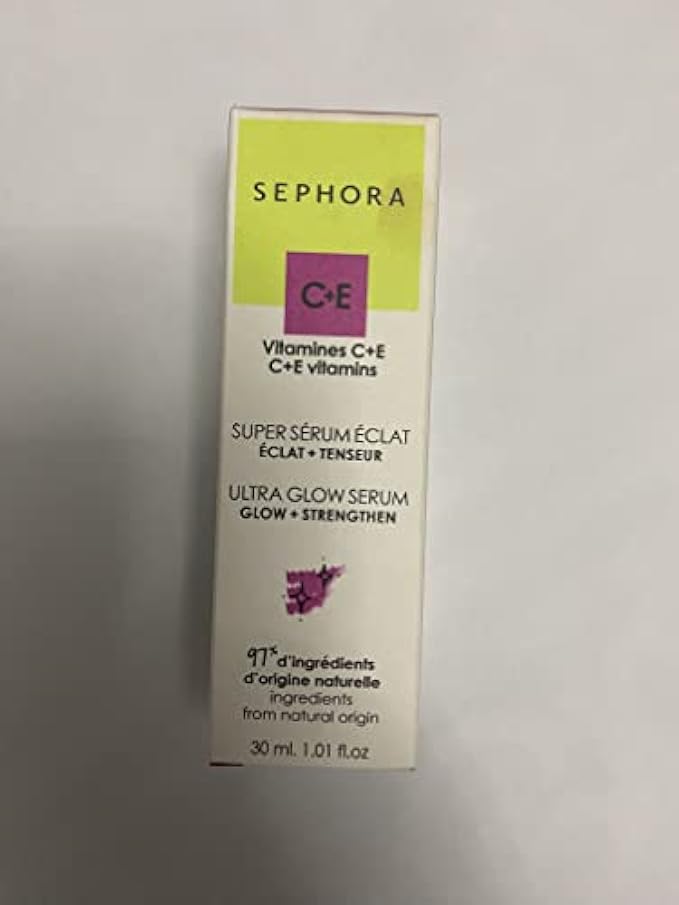 SEPHORA
C+E
Vitamines C+E
C+E vitamins
SUPER SÉRUM ÉCLAT
ÉCLAT + TENSEUR
ULTRA GLOW SERUM
GLOW + STRENGTHEN
97% d'ingrédients
d'origine naturelle
ingredients
from natural origin
30 ml. 1.01 fl.oz